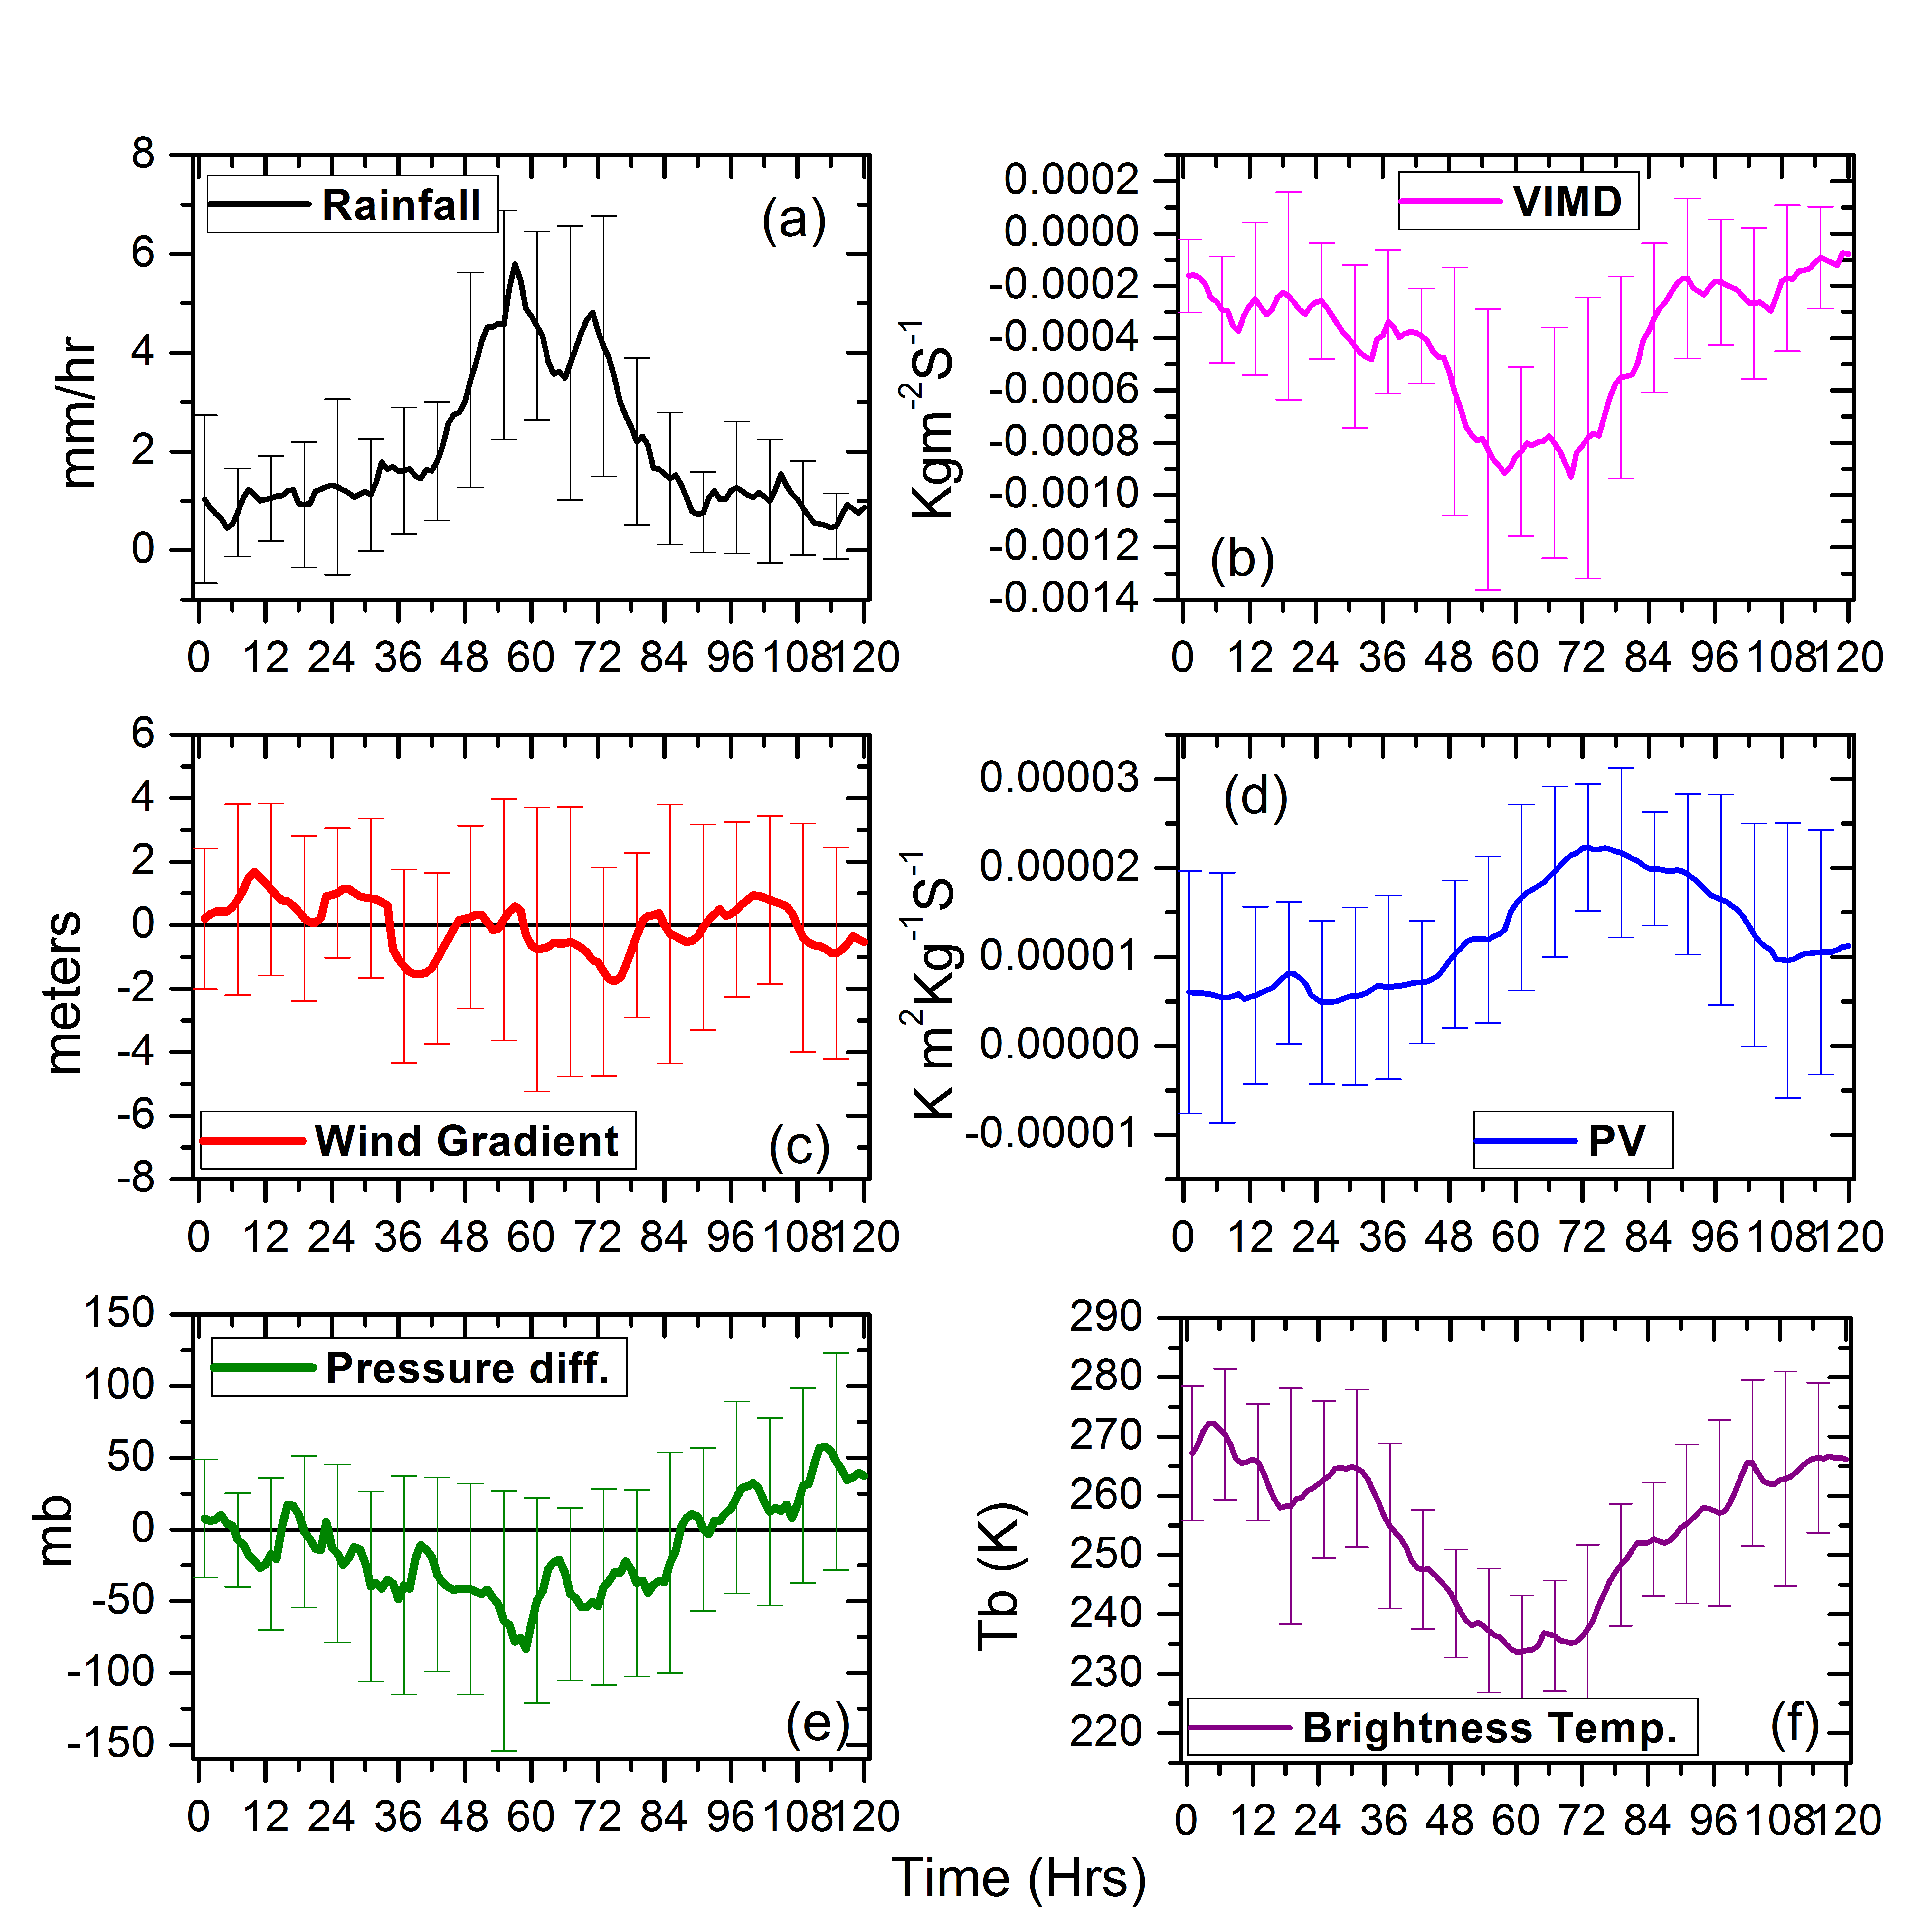 8
6
4
2
0
mm/hr
Rainfall
(a)
0 12 24 36 48 60 72 84 96 108 120
0.0002
0.0000
-0.0002
-0.0004
-0.0006
-0.0008
-0.0010
-0.0012
-0.0014
Kgm-2S-1
VIMD
(b)
0 12 24 36 48 60 72 84 96 108 120
6
4
2
0
-2
-4
-6
-8
meters
Wind Gradient
(c)
0 12 24 36 48 60 72 84 96 108 120
0.00003
0.00002
0.00001
0.00000
-0.00001
K m2Kg-1S-1
(d)
PV
0 12 24 36 48 60 72 84 96 108 120
150
100
50
0
-50
-100
-150
mb
Pressure diff.
(e)
0 12 24 36 48 60 72 84 96 108 120
290
280
270
260
250
240
230
220
Tb (K)
Brightness Temp.
(f)
0 12 24 36 48 60 72 84 96 108 120
Time (Hrs)